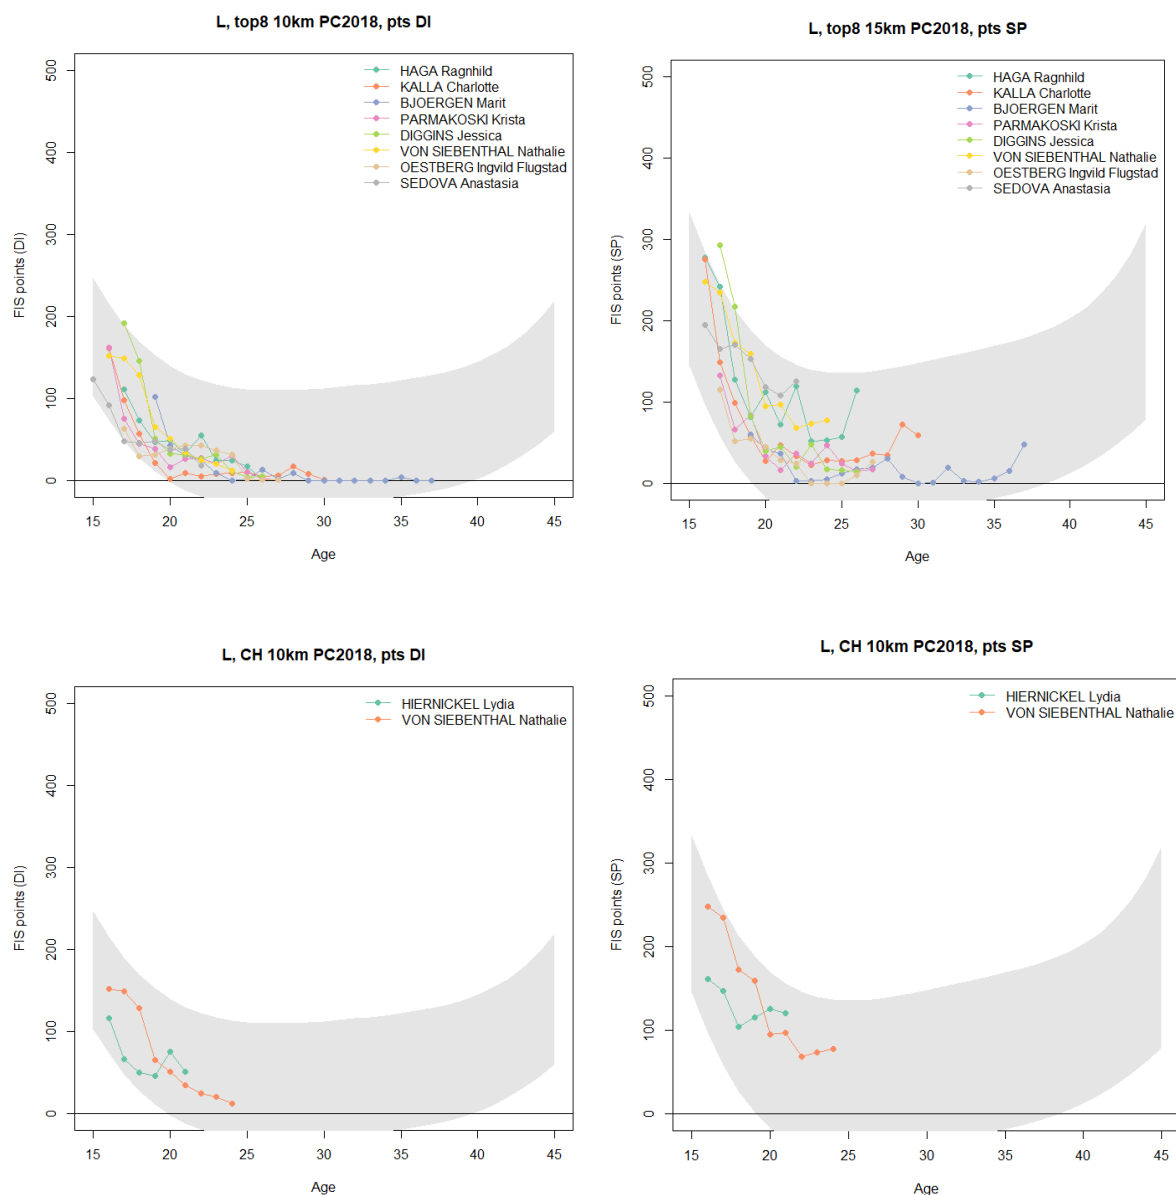 L, top8 10km PC2018, pts DI
FIS points (DI)
500
400
300
200
100
0
HAGA Ragnhild
KALLA Charlotte
BJOERGEN Marit
PARMAKOSKI Krista
DIGGINS Jessica
VON SIEBENTHAL Nathalie
OESTBERG Ingvild Flugstad
SEDOVA Anastasia
15 20 25 30 35 40 45
Age
L, top8 15km PC2018, pts SP
FIS points (SP)
500
400
300
200
100
0
HAGA Ragnhild
KALLA Charlotte
BJOERGEN Marit
PARMAKOSKI Krista
DIGGINS Jessica
VON SIEBENTHAL Nathalie
OESTBERG Ingvild Flugstad
SEDOVA Anastasia
15 20 25 30 35 40 45
Age
L, CH 10km PC2018, pts DI
FIS points (DI)
500
400
300
200
100
0
HIERNICKEL Lydia
VON SIEBENTHAL Nathalie
15 20 25 30 35 40 45
Age
L, CH 10km PC2018, pts SP
FIS points (SP)
500
400
300
200
100
0
HIERNICKEL Lydia
VON SIEBENTHAL Nathalie
15 20 25 30 35 40 45
Age